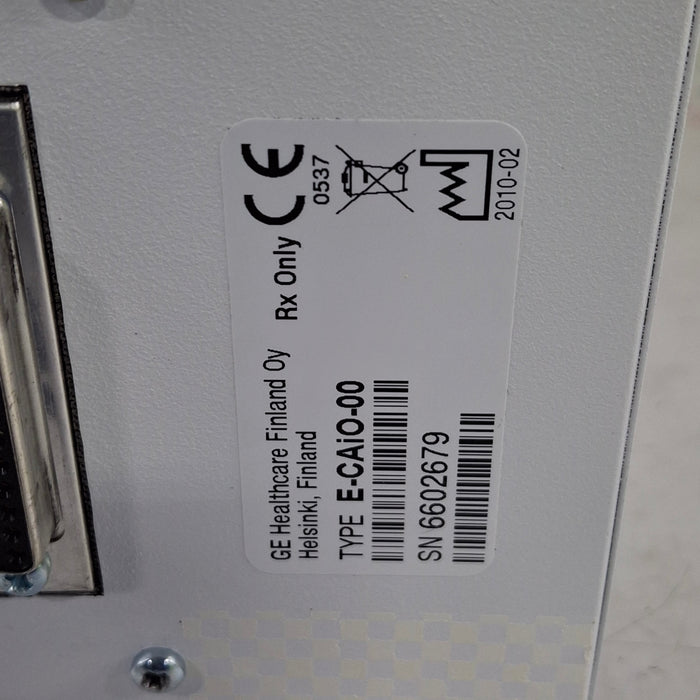 GE Healthcare Finland Oy Rx Only
Helsinki, Finland
CE
0537
TYPE E-CAiO-00
SN 6602679
2010-02